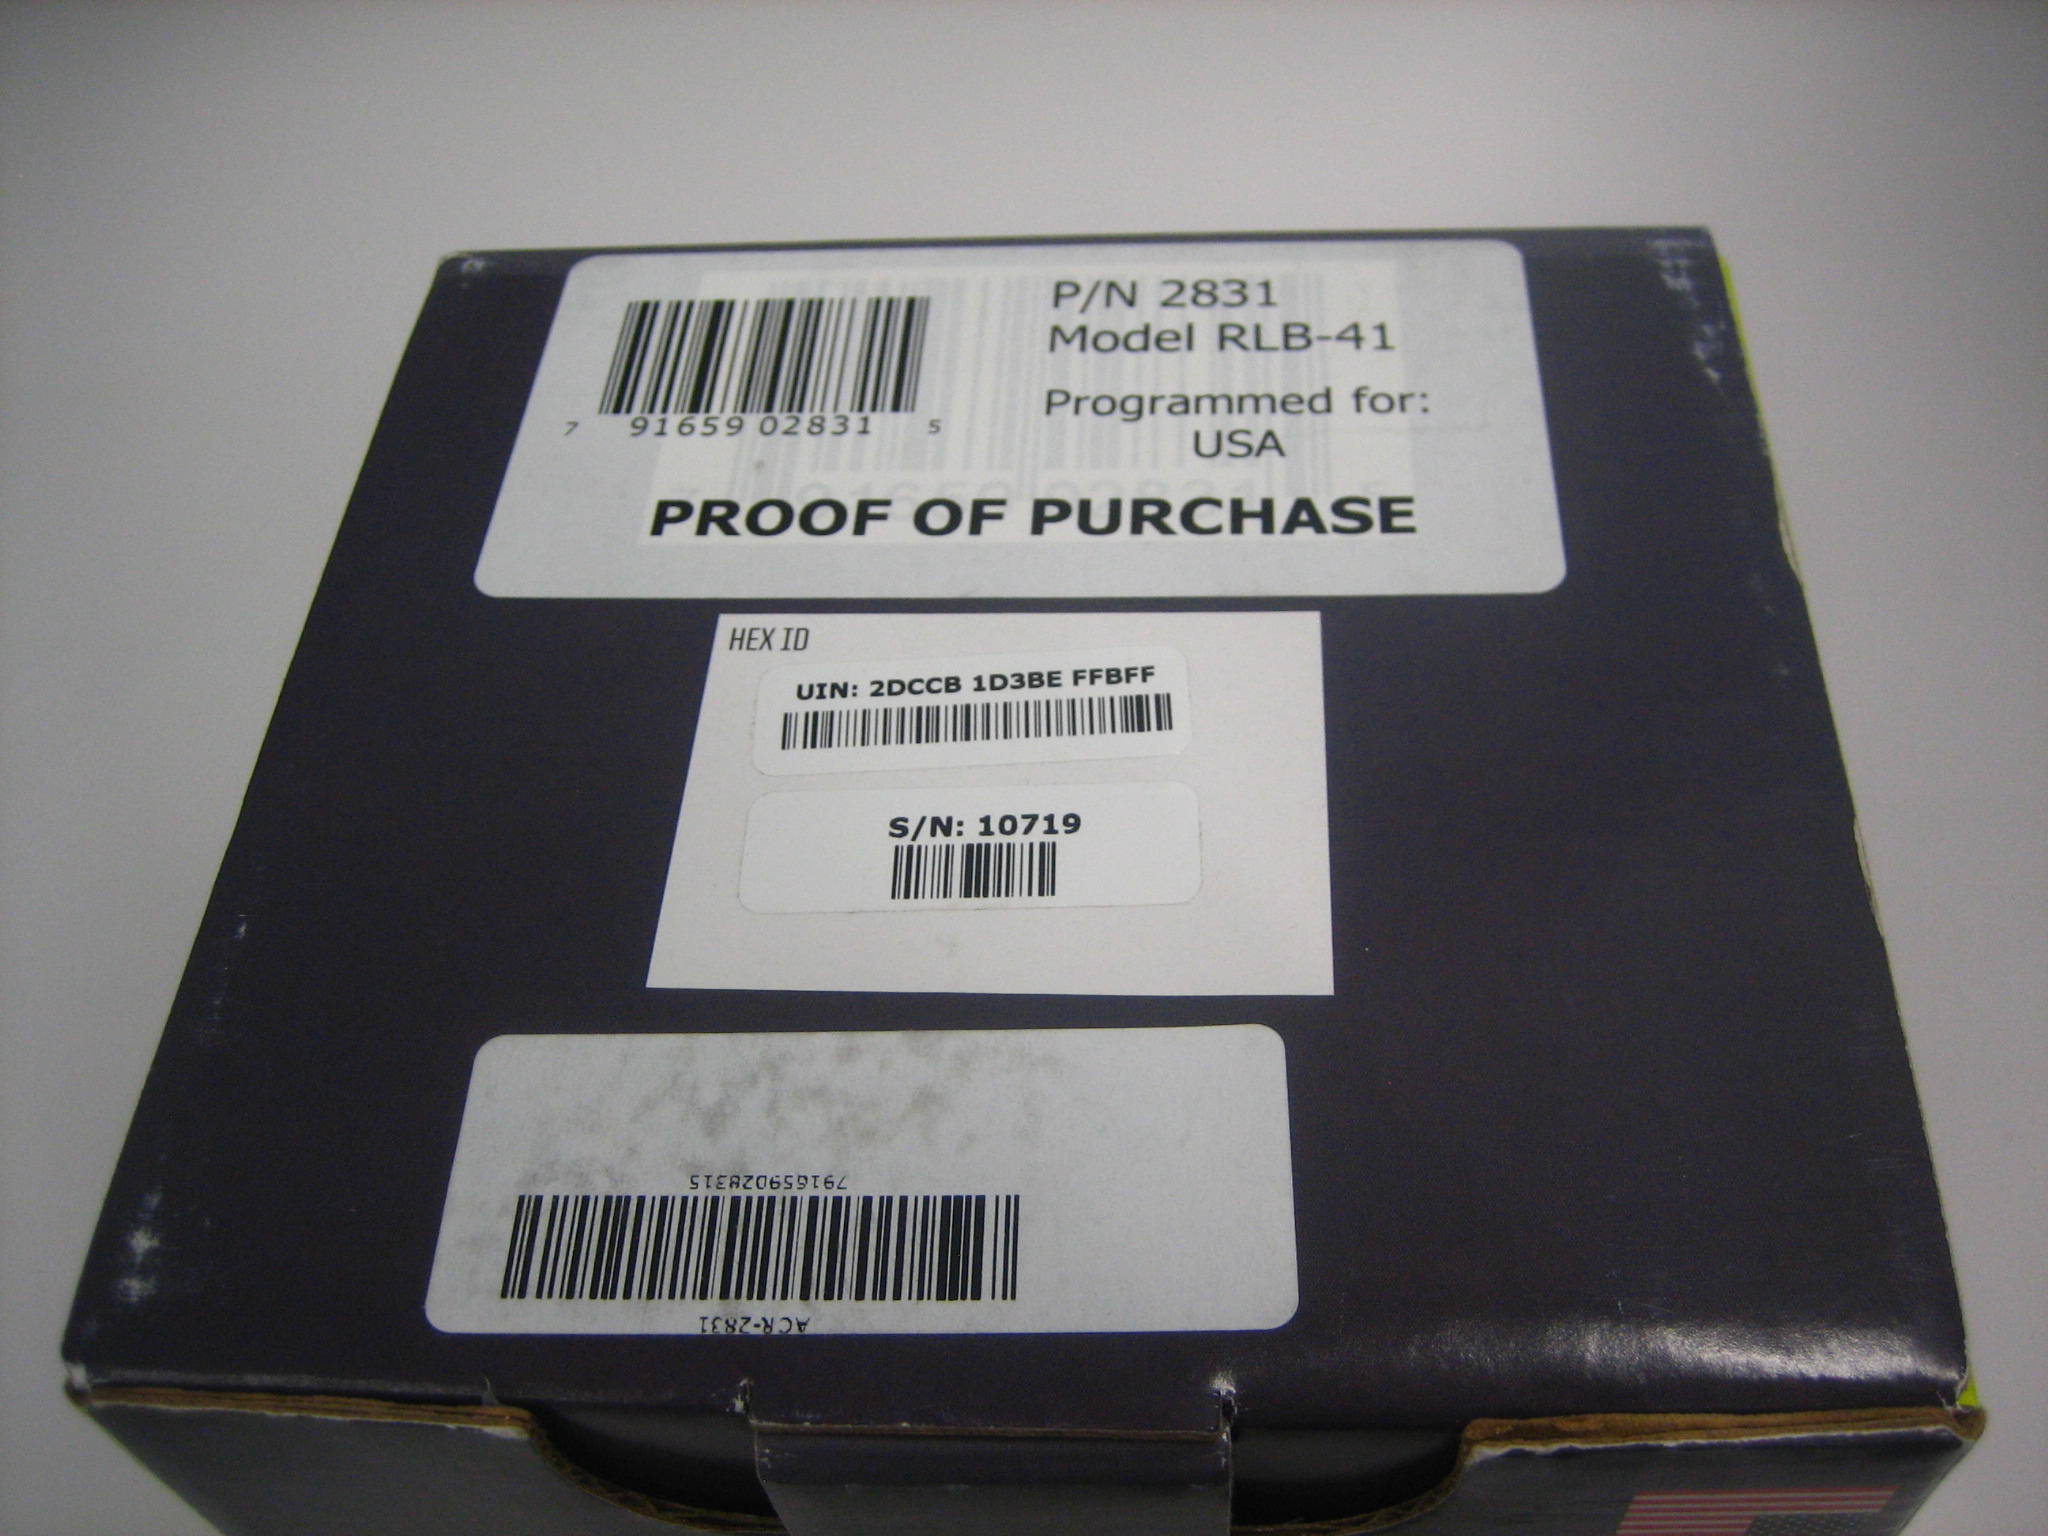 P/N 2831
Model RLB-41
Programmed for:
USA
7 91659 02831 5
PROOF OF PURCHASE
HEX ID
UIN: 2DCCB 1D3BE FFBFF
S/N: 10719
791659028315
ACR-2831